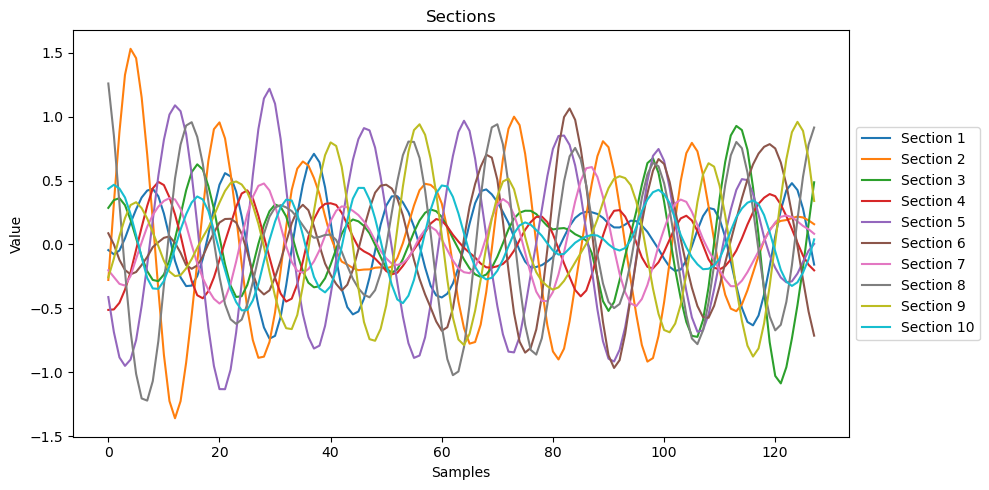 Sections
Value
1.5
1.0
0.5
0.0
−0.5
−1.0
−1.5
0
20
40
60
80
100
120
Samples
Section 1
Section 2
Section 3
Section 4
Section 5
Section 6
Section 7
Section 8
Section 9
Section 10